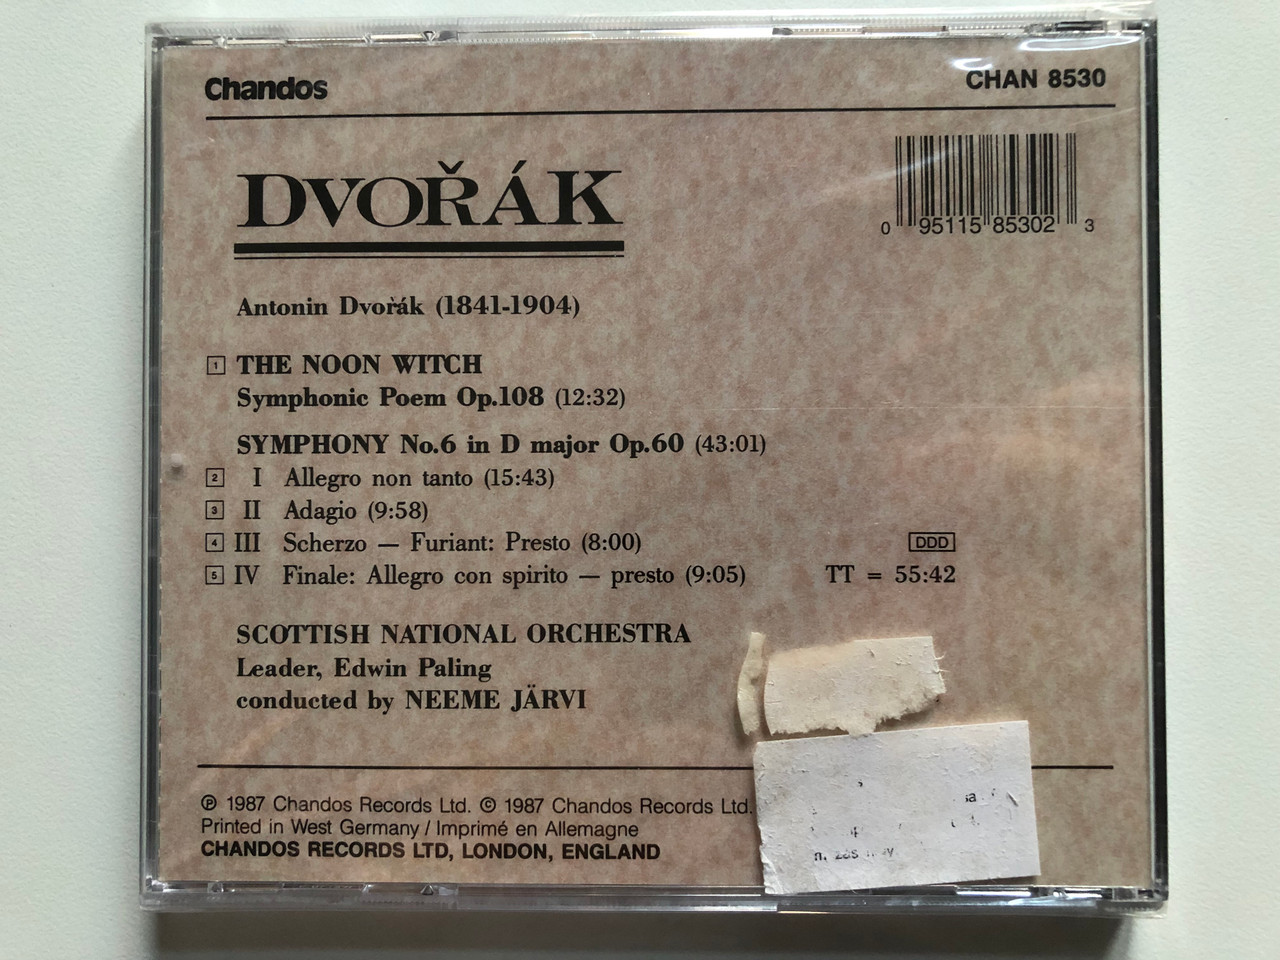 Chandos
CHAN 8530
DVOŘÁK
0 95115 85302 3
Antonin Dvořák (1841-1904)
1 THE NOON WITCH
Symphonic Poem Op.108 (12:32)
SYMPHONY No.6 in D major Op.60 (43:01)
2 I Allegro non tanto (15:43)
3 II Adagio (9:58)
4 III Scherzo — Furiant: Presto (8:00)
DDD
5 IV Finale: Allegro con spirito — presto (9:05)
TT = 55:42
SCOTTISH NATIONAL ORCHESTRA
Leader, Edwin Paling
conducted by NEEME JÄRVI
℗ 1987 Chandos Records Ltd. © 1987 Chandos Records Ltd.
Printed in West Germany / Imprimé en Allemagne
CHANDOS RECORDS LTD, LONDON, ENGLAND